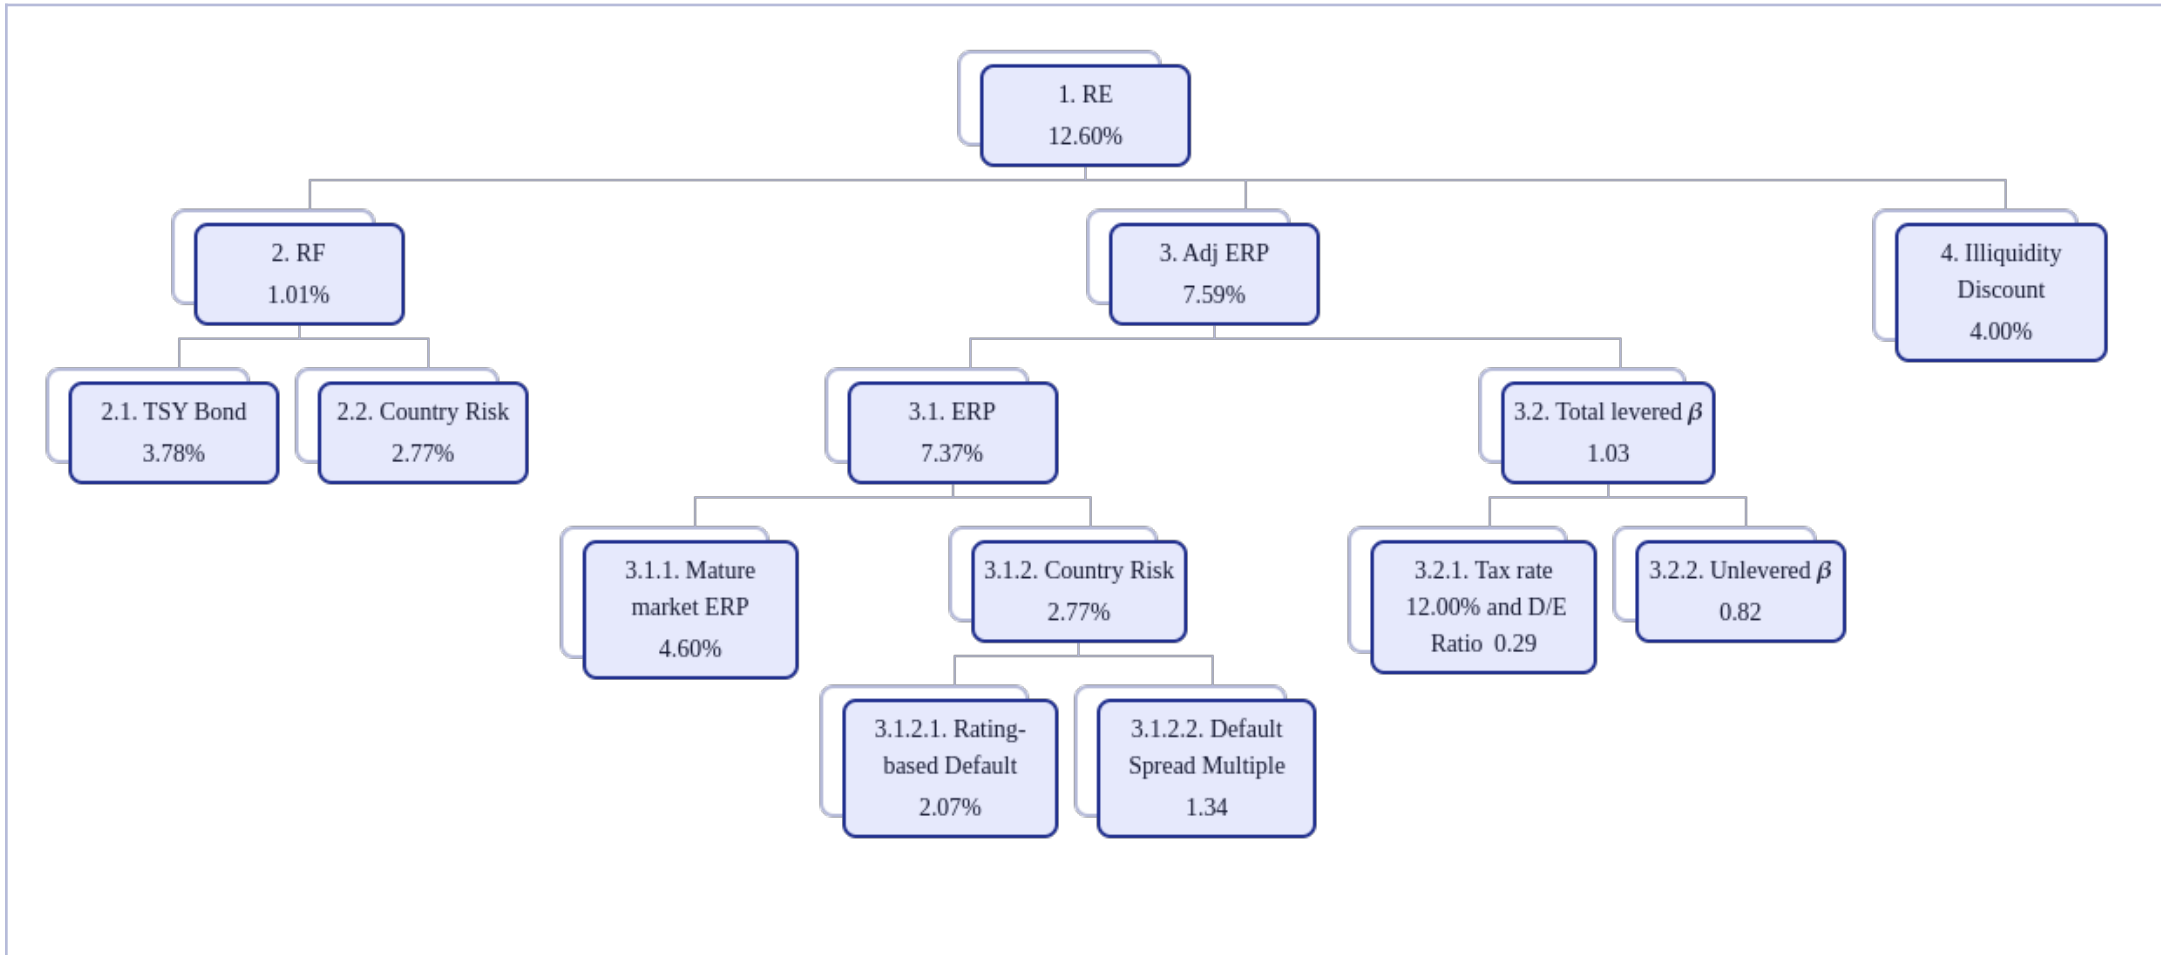 1. RE
12.60%
2. RF
1.01%
3. Adj ERP
7.59%
4. Illiquidity
Discount
4.00%
2.1. TSY Bond
3.78%
2.2. Country Risk
2.77%
3.1. ERP
7.37%
3.2. Total levered β
1.03
3.1.1. Mature
market ERP
4.60%
3.1.2. Country Risk
2.77%
3.2.1. Tax rate
12.00% and D/E
Ratio 0.29
3.2.2. Unlevered β
0.82
3.1.2.1. Rating-
based Default
2.07%
3.1.2.2. Default
Spread Multiple
1.34